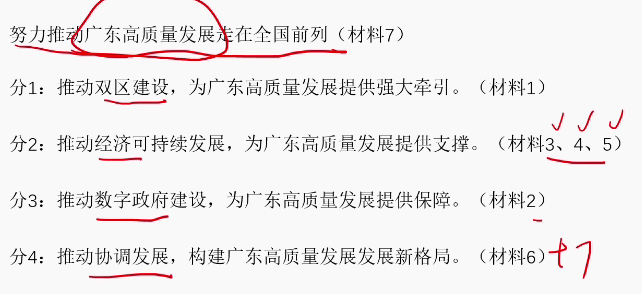 努力推动广东高质量发展走在全国前列（材料7）
分1：推动双区建设，为广东高质量发展提供强大牵引。（材料1）
分2：推动经济可持续发展，为广东高质量发展提供支撑。（材料3、4、5）
分3：推动数字政府建设，为广东高质量发展提供保障。（材料2）
分4：推动协调发展，构建广东高质量发展发展新格局。（材料6）+7